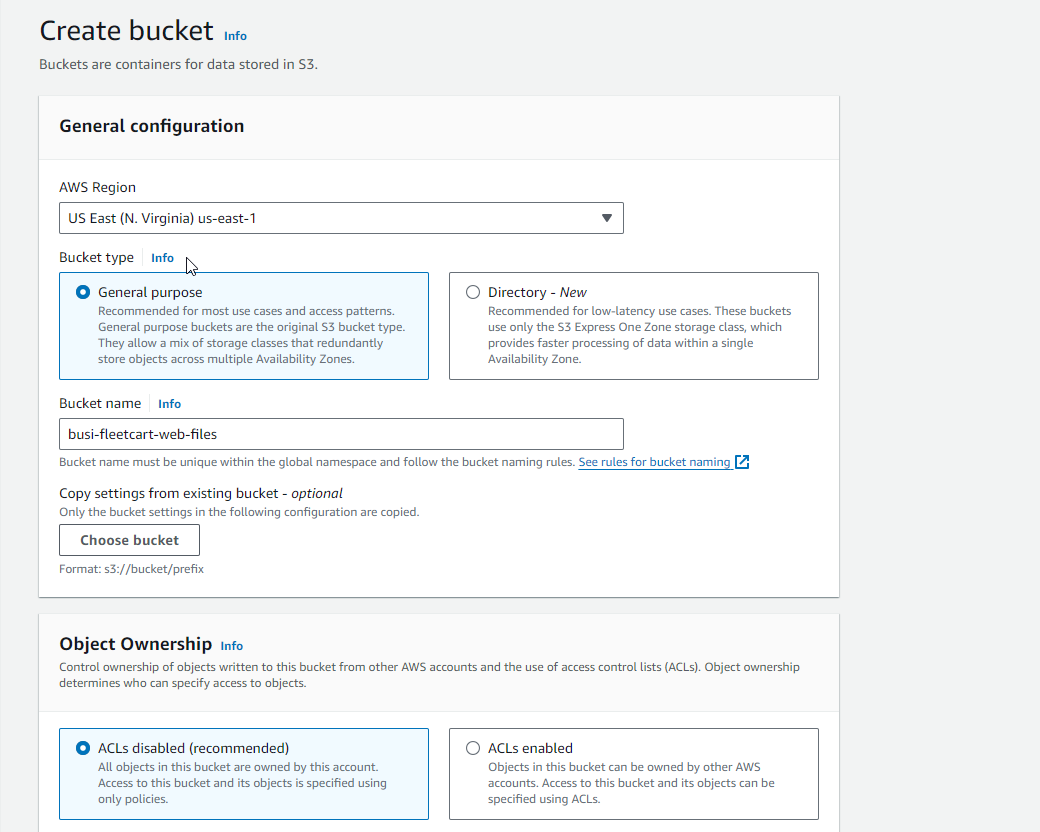 Create bucket Info
Buckets are containers for data stored in S3.
General configuration
AWS Region
US East (N. Virginia) us-east-1
Bucket type Info
General purpose
Recommended for most use cases and access patterns.
General purpose buckets are the original S3 bucket type.
They allow a mix of storage classes that redundantly
store objects across multiple Availability Zones.
Directory - New
Recommended for low-latency use cases. These buckets
use only the S3 Express One Zone storage class, which
provides faster processing of data within a single
Availability Zone.
Bucket name Info
busi-fleetcart-web-files
Bucket name must be unique within the global namespace and follow the bucket naming rules. See rules for bucket naming
Copy settings from existing bucket - optional
Only the bucket settings in the following configuration are copied.
Choose bucket
Format: s3://bucket/prefix
Object Ownership Info
Control ownership of objects written to this bucket from other AWS accounts and the use of access control lists (ACLs). Object ownership
determines who can specify access to objects.
ACLs disabled (recommended)
All objects in this bucket are owned by this account.
Access to this bucket and its objects is specified using
only policies.
ACLs enabled
Objects in this bucket can be owned by other AWS
accounts. Access to this bucket and its objects can be
specified using ACLs.